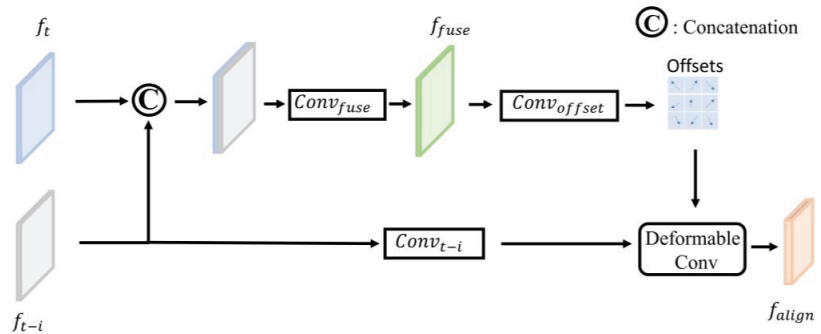 f_t
f_fuse
C : Concatenation
Offsets
C
Conv_fuse
Conv_offset
Conv_t-i
Deformable
Conv
f_t-i
f_align